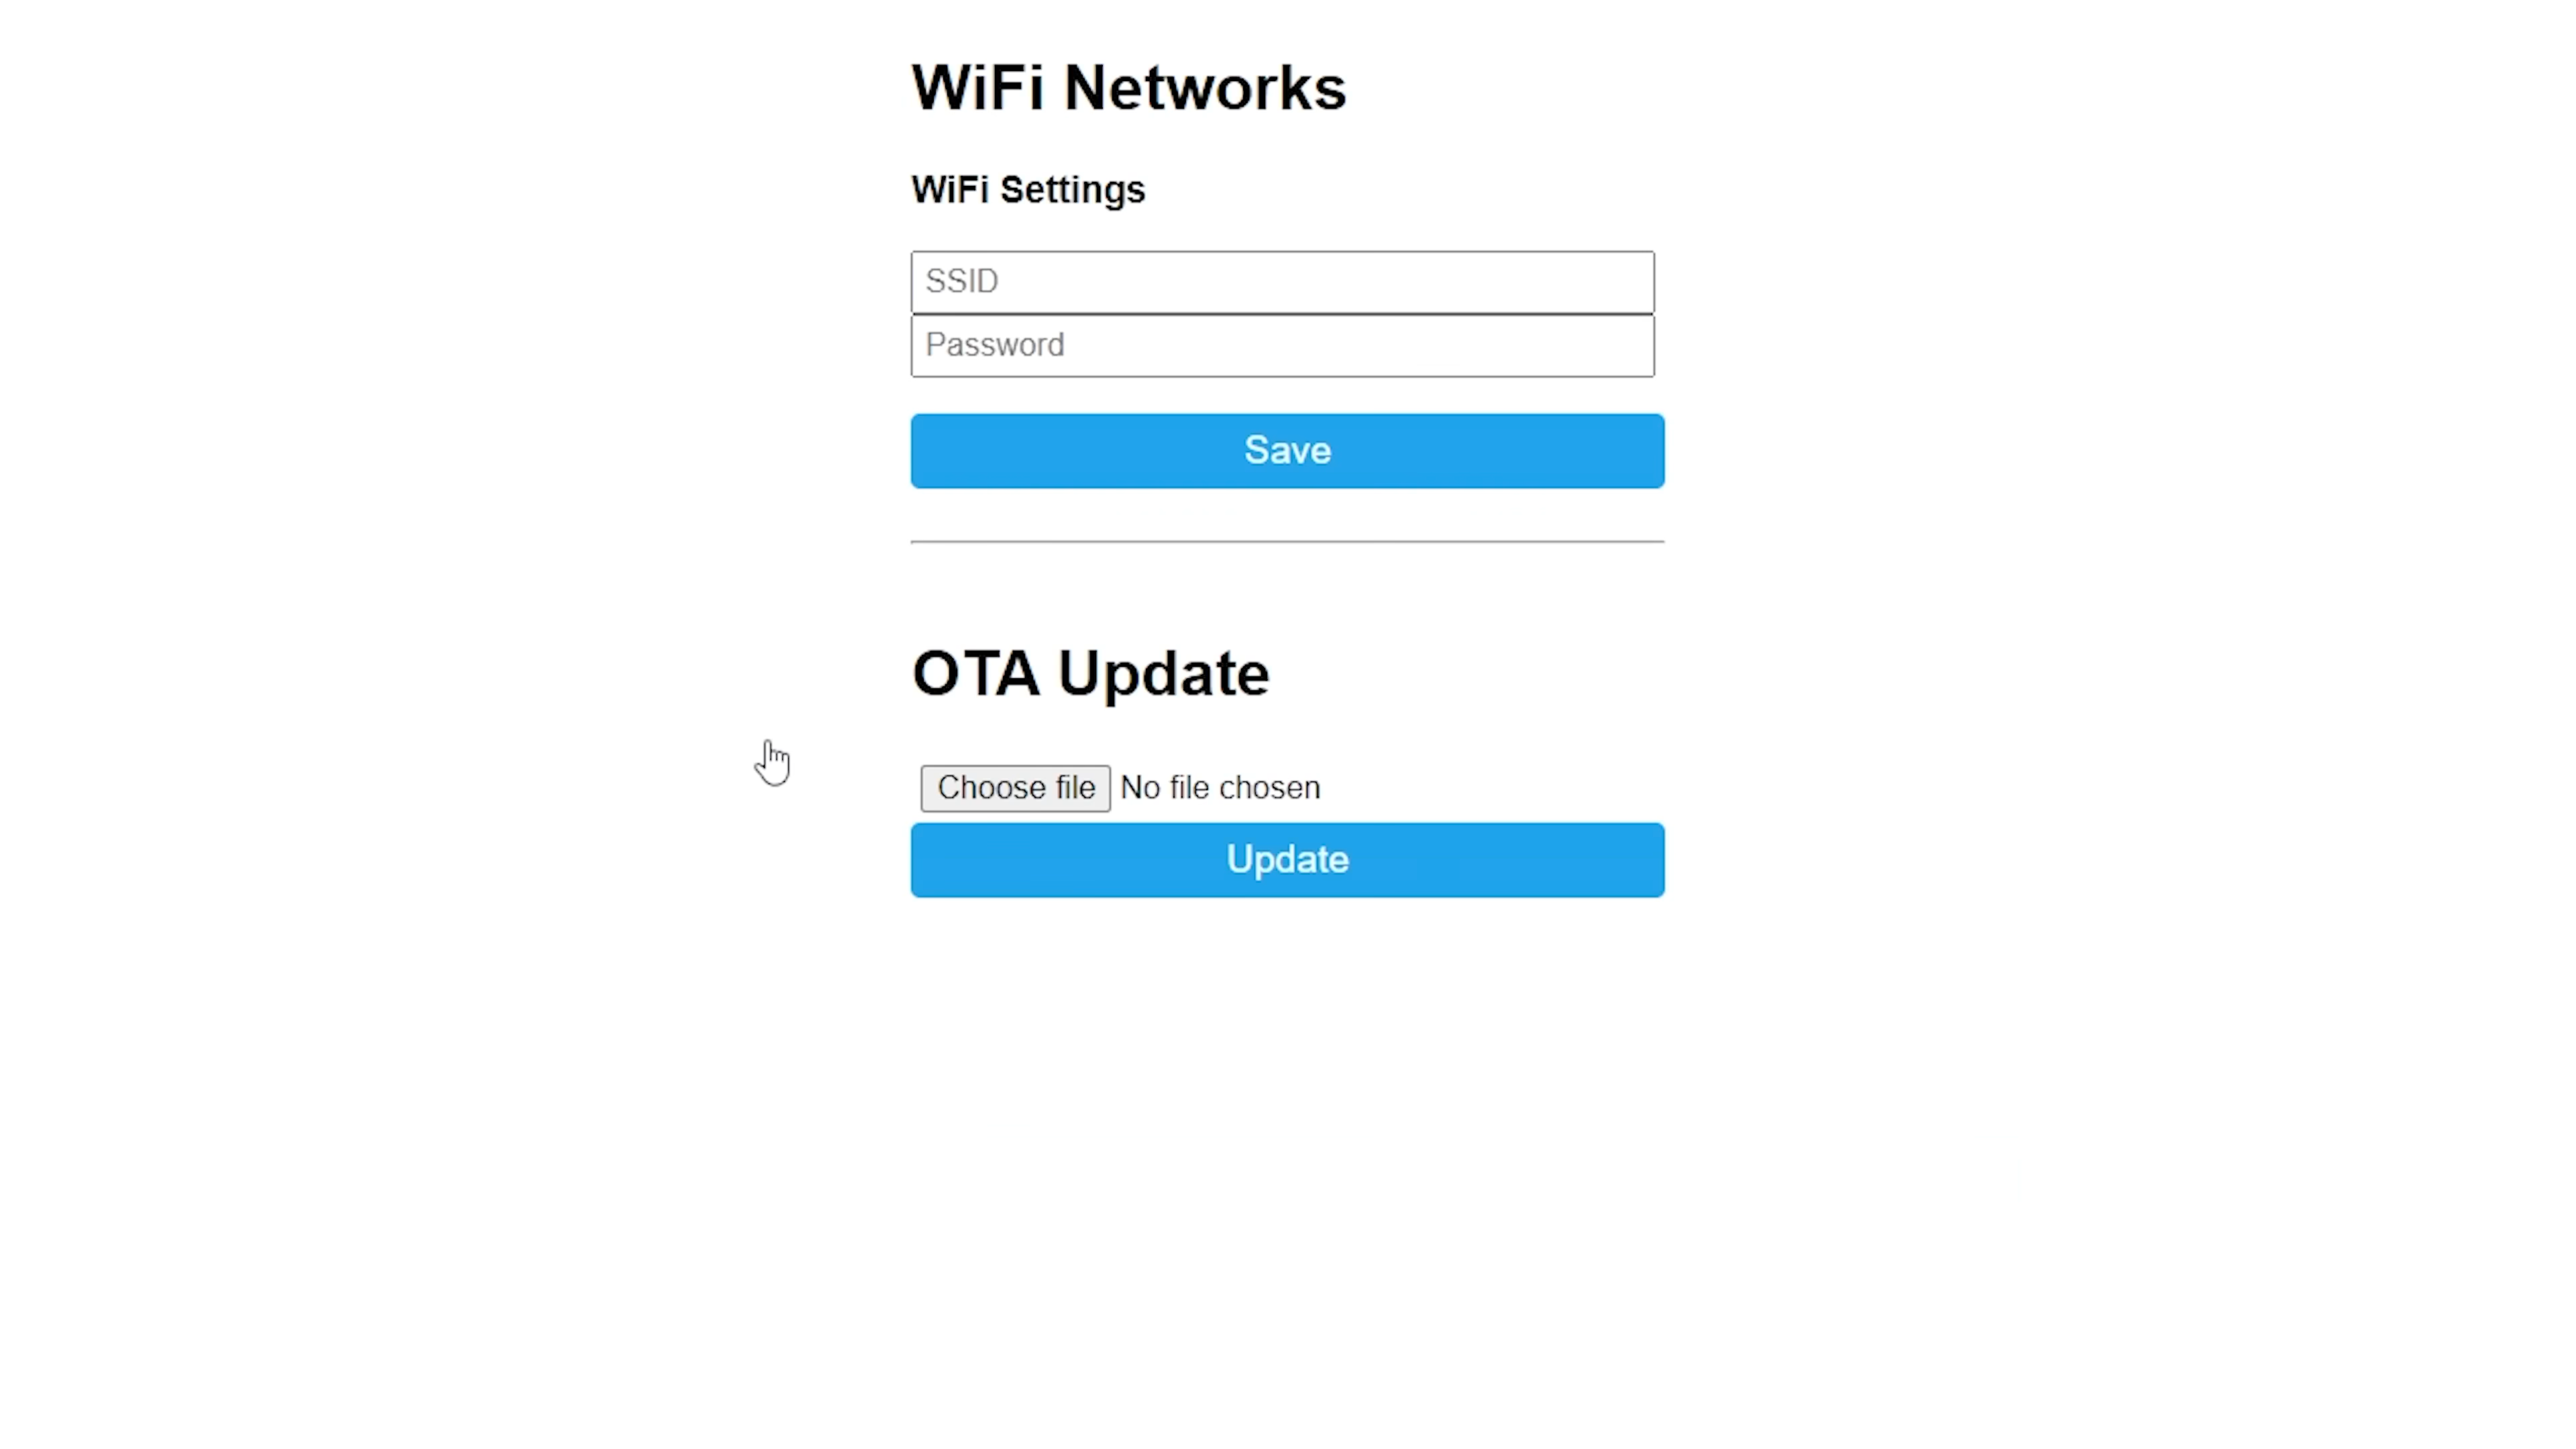 WiFi Networks
WiFi Settings
SSID
Password
Save
OTA Update
Choose file No file chosen
Update